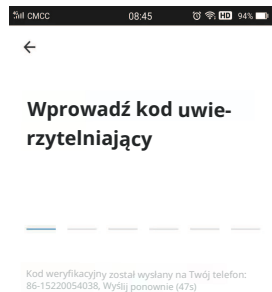 5G CMCC 08:45 HD 94%
Wprowadź kod uwie-
rzytelniający
Kod weryfikacyjny został wysłany na Twój telefon:
86-15220054038, Wyślij ponownie (47s)